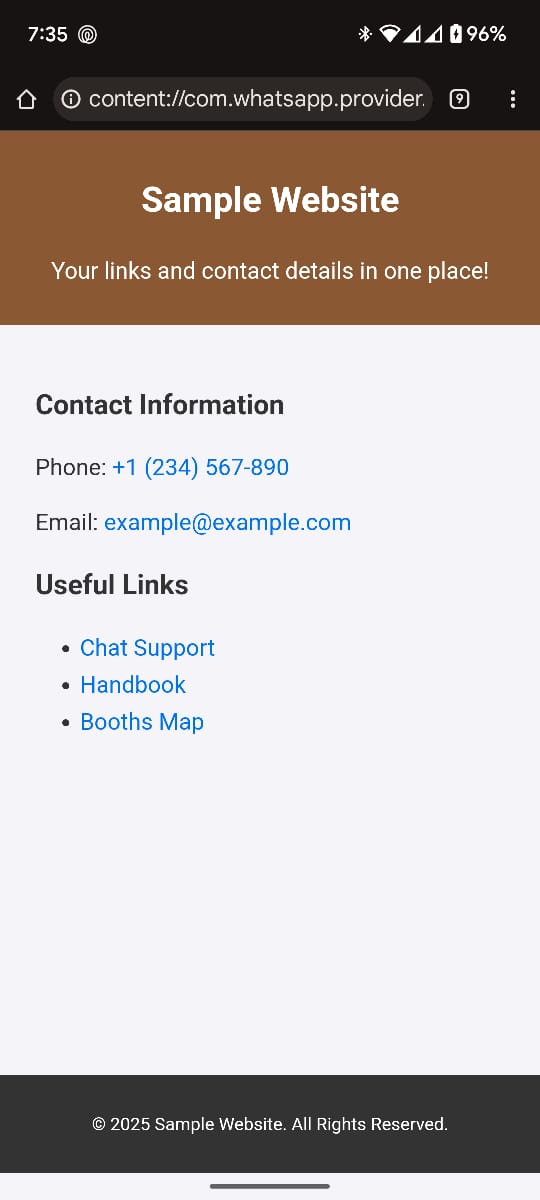 7:35
96%
content://com.whatsapp.provider.
9
Sample Website
Your links and contact details in one place!
Contact Information
Phone: +1 (234) 567-890
Email: example@example.com
Useful Links
• Chat Support
• Handbook
• Booths Map
© 2025 Sample Website. All Rights Reserved.